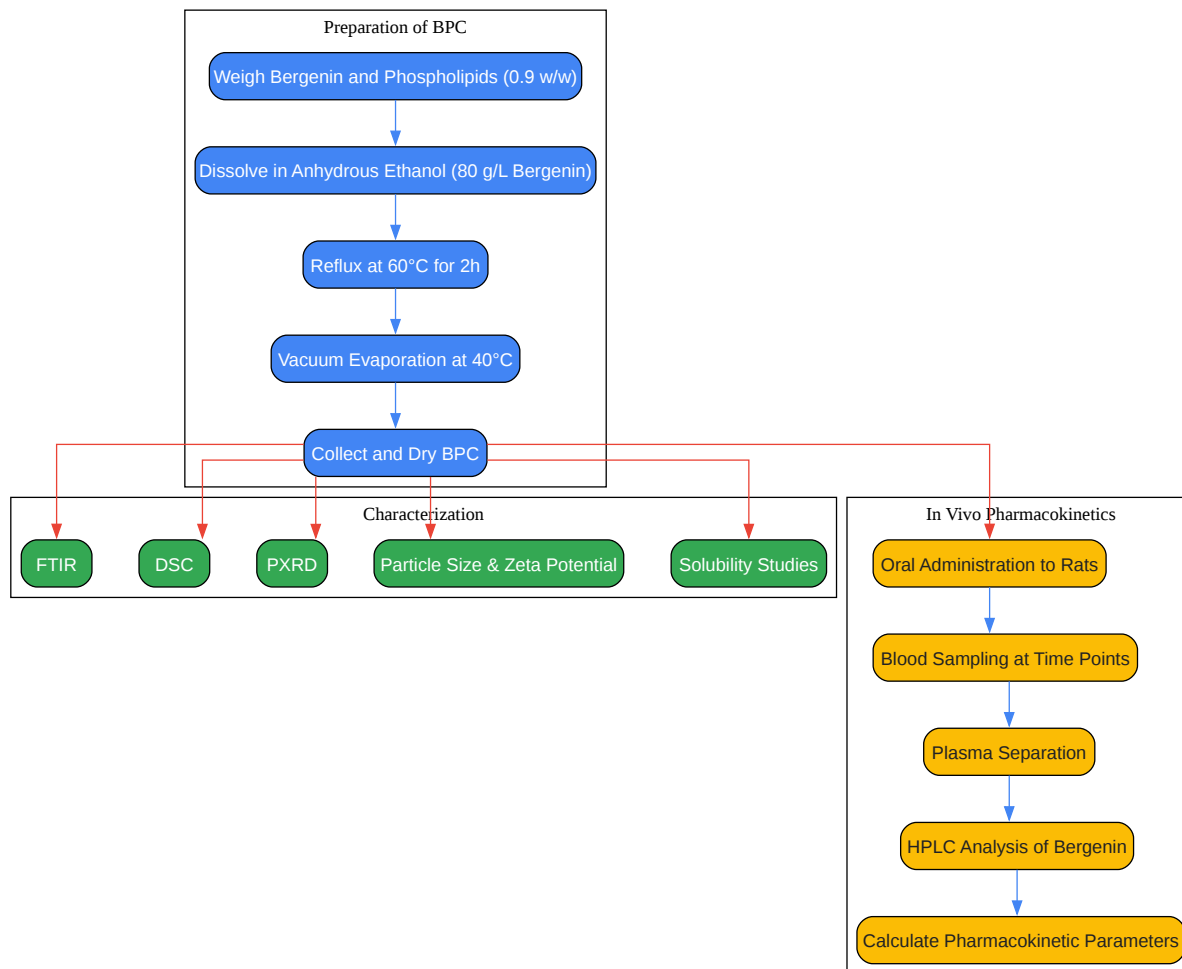 Preparation of BPC
Weigh Bergenin and Phospholipids (0.9 w/w)
Dissolve in Anhydrous Ethanol (80 g/L Bergenin)
Reflux at 60°C for 2h
Vacuum Evaporation at 40°C
Collect and Dry BPC
Characterization
FTIR
DSC
PXRD
Particle Size & Zeta Potential
Solubility Studies
In Vivo Pharmacokinetics
Oral Administration to Rats
Blood Sampling at Time Points
Plasma Separation
HPLC Analysis of Bergenin
Calculate Pharmacokinetic Parameters